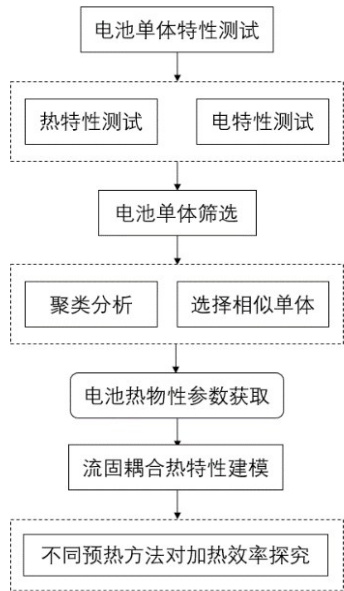 电池单体特性测试
热特性测试
电特性测试
电池单体筛选
聚类分析
选择相似单体
电池热物性参数获取
流固耦合热特性建模
不同预热方法对加热效率探究